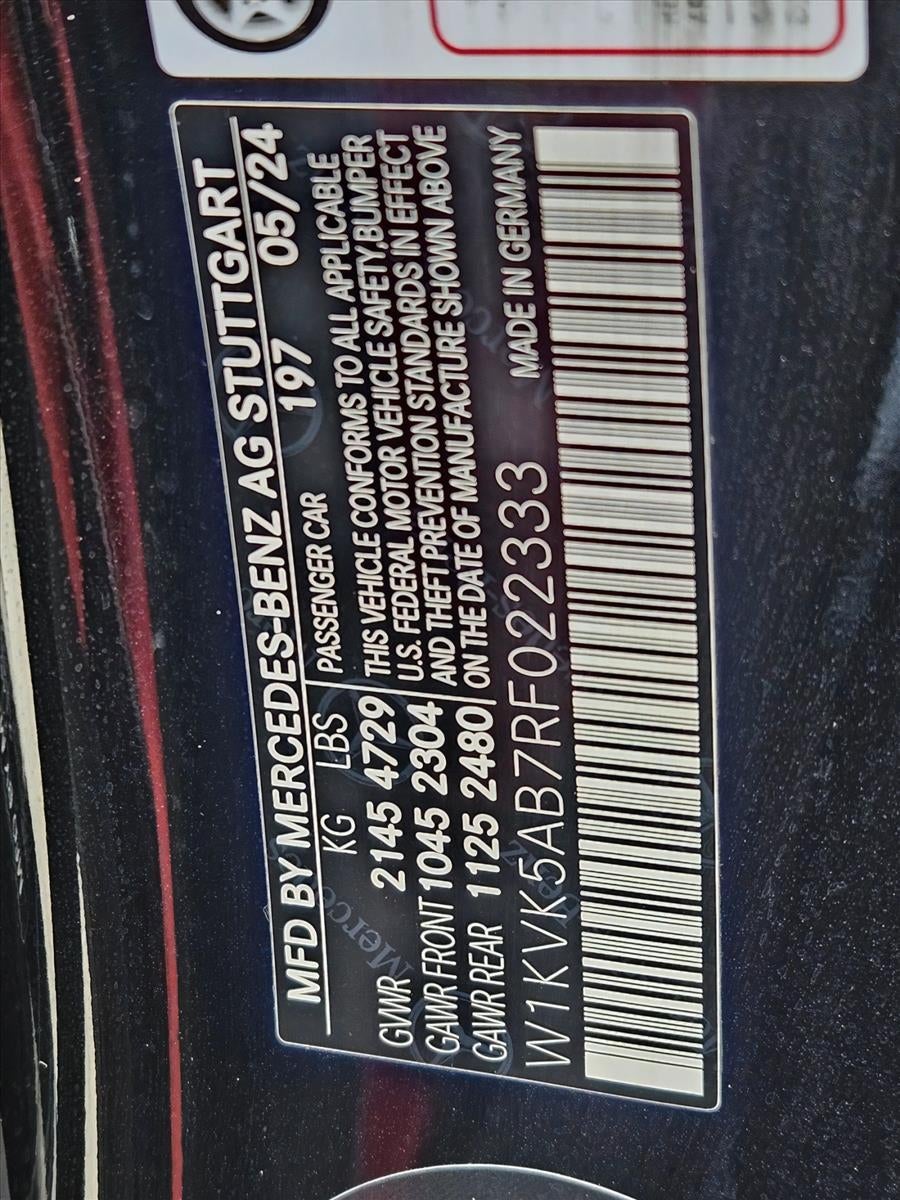 MFD BY MERCEDES-BENZ AG STUTTGART
KG LBS PASSENGER CAR 197 05/24
GVWR 2145 4729
GAWR FRONT 1045 2304
GAWR REAR 1125 2480
THIS VEHICLE CONFORMS TO ALL APPLICABLE
U.S. FEDERAL MOTOR VEHICLE SAFETY,BUMPER
AND THEFT PREVENTION STANDARDS IN EFFECT
ON THE DATE OF MANUFACTURE SHOWN ABOVE
W1KVK5AB7RF022333 MADE IN GERMANY